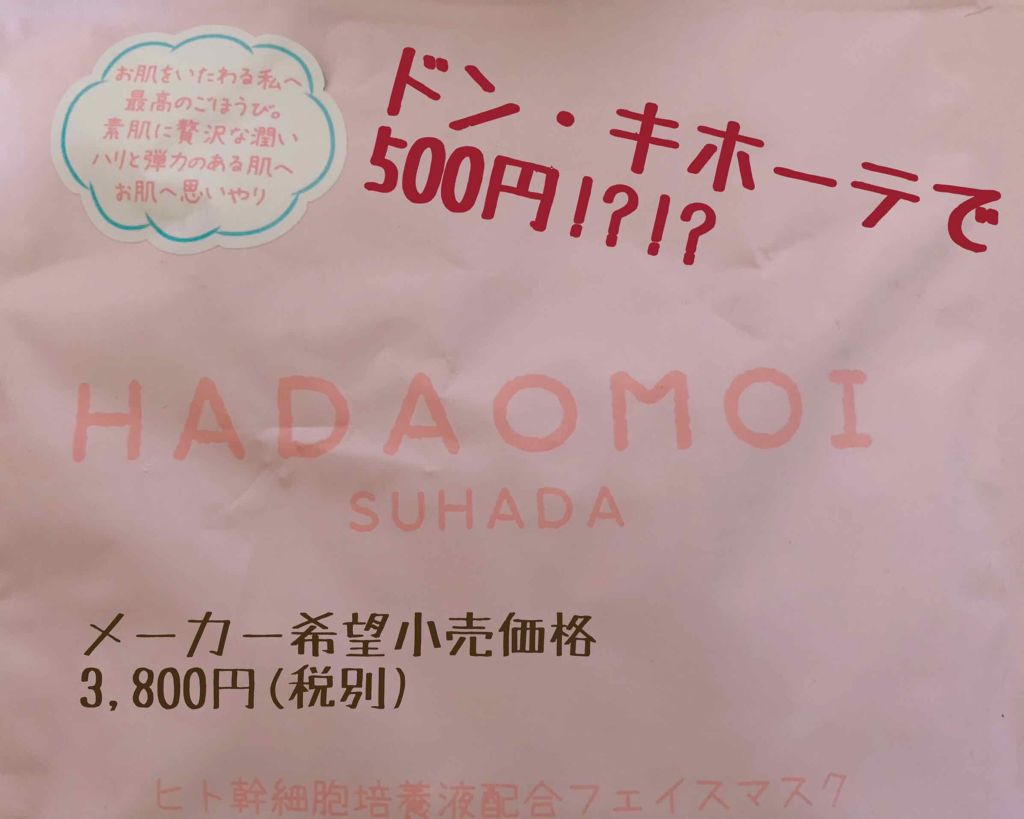 お肌をいたわる私へ
最高のごほうび。
素肌に贅沢な潤い
ハリと弾力のある肌へ
お肌へ思いやり
ドン・キホーテで
500円!?!?
HADAOMOI
SUHADA
メーカー希望小売価格
3,800円(税別)
ヒト幹細胞培養液配合フェイスマスク